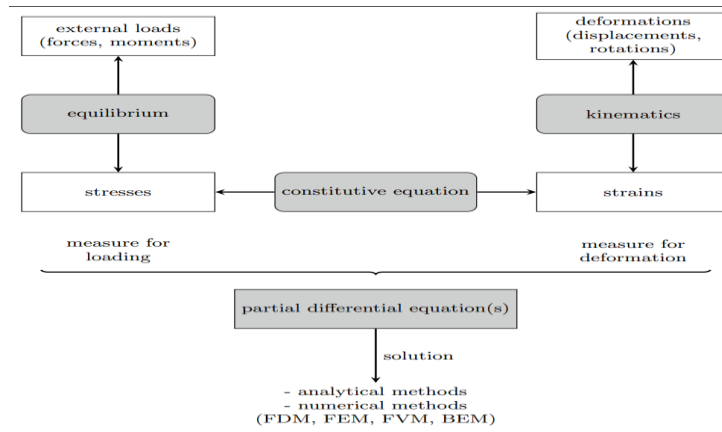 external loads
(forces, moments)
deformations
(displacements,
rotations)
equilibrium
kinematics
stresses
constitutive equation
strains
measure for
loading
measure for
deformation
partial differential equation(s)
solution
- analytical methods
- numerical methods
(FDM, FEM, FVM, BEM)